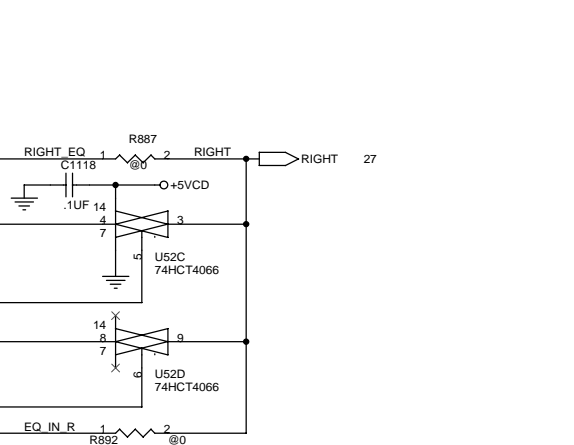 R887
RIGHT_EQ 1 2 RIGHT RIGHT 27
C1118 @0
+5VCD
.1UF 14
4 3
7
5 U52C
74HCT4066
14
8 9
7
6 U52D
74HCT4066
EQ_IN_R 1 2
R892 @0